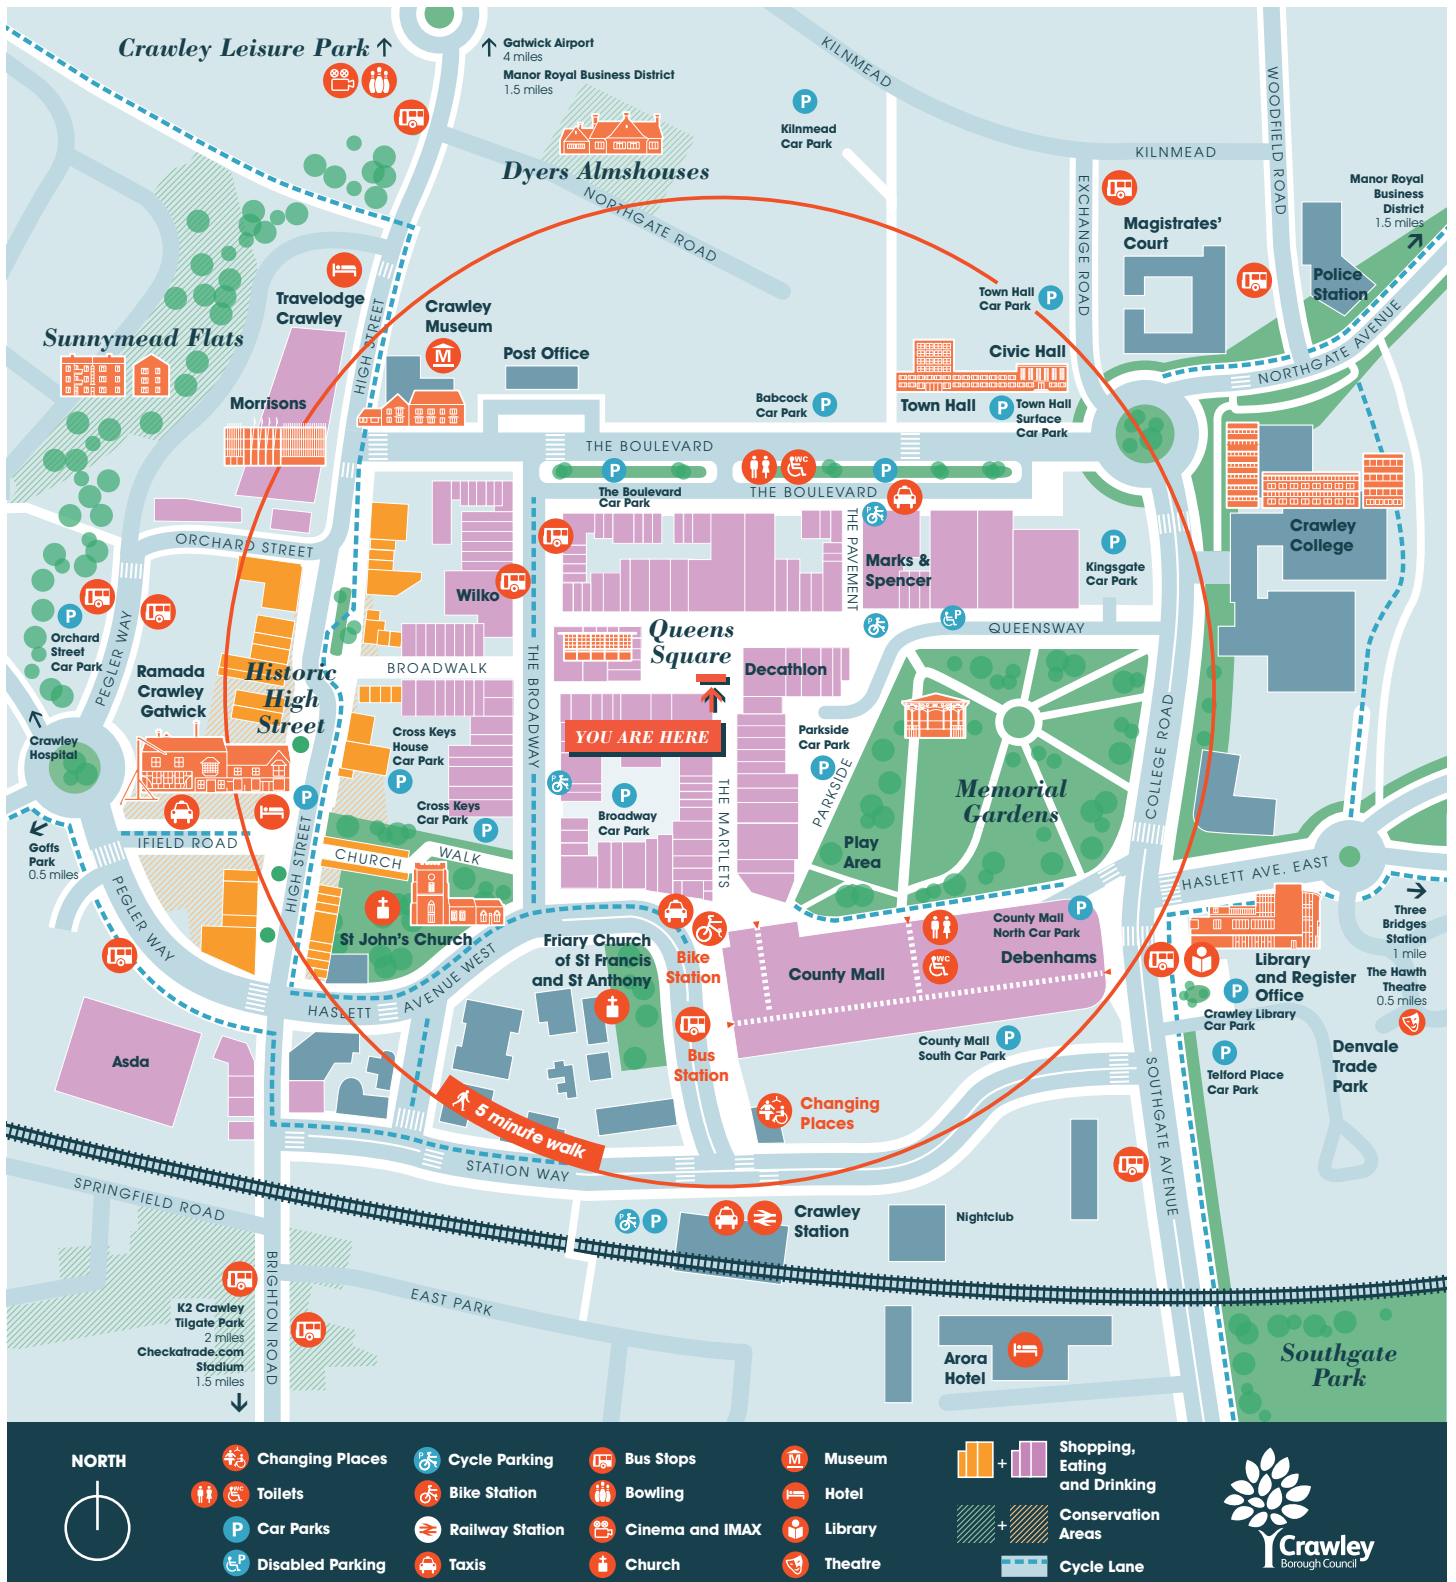 Crawley Leisure Park
Gatwick Airport
4 miles
Manor Royal Business District
1.5 miles
KILNMEAD
WOODFIELD ROAD
P
Kilnmead
Car Park
Dyers Almshouses
NORTHGATE ROAD
KILNMEAD
EXCHANGE ROAD
Magistrates'
Court
Manor Royal
Business
District
1.5 miles
Police
Station
NORTHGATE AVENUE
Travelodge
Crawley
HIGH STREET
Crawley
Museum
M
Post Office
Town Hall
Car Park
P
Civic Hall
Town Hall
P
Town Hall
Surface
Car Park
Babcock
Car Park
P
Sunnymead Flats
Morrisons
THE BOULEVARD
P
The Boulevard
Car Park
WC
P
THE BOULEVARD
P
THE PAVEMENT
Marks &
Spencer
P
Kingsgate
Car Park
Crawley
College
ORCHARD STREET
Wilko
P
Orchard
Street
Car Park
PEGLER WAY
Ramada
Crawley
Gatwick
Historic
High
Street
BROADWALK
THE BROADWAY
Queens
Square
Decathlon
P
P
QUEENSWAY
YOU ARE HERE
Crawley
Hospital
Cross Keys
House
Car Park
P
Cross Keys
Car Park
P
P
P
Broadway
Car Park
THE MARTLETS
Parkside
Car Park
P
PARKSIDE
Play
Area
Memorial
Gardens
COLLEGE ROAD
Goffs
Park
0.5 miles
IFIELD ROAD
P
HIGH STREET
CHURCH
WALK
PEGLER WAY
St John's Church
HASLETT
AVENUE WEST
Friary Church
of St Francis
and St Anthony
Bike
Station
Bus
Station
County Mall
WC
County Mall
North Car Park
P
Debenhams
County Mall
South Car Park
P
HASLETT AVE. EAST
Three
Bridges
Station
1 mile
The Hawth
Theatre
0.5 miles
Library
and Register
Office
P
Crawley Library
Car Park
P
Telford Place
Car Park
Denvale
Trade
Park
Asda
5 minute walk
Changing
Places
STATION WAY
SOUTHGATE AVENUE
SPRINGFIELD ROAD
P
P
Crawley
Station
Nightclub
BRIGHTON ROAD
K2 Crawley
Tilgate Park
2 miles
Checkatrade.com
Stadium
1.5 miles
EAST PARK
Arora
Hotel
Southgate
Park
NORTH
Changing Places
WC
Toilets
P
Car Parks
P
Disabled Parking
P
Cycle Parking
Bike Station
Railway Station
Taxis
Bus Stops
Bowling
Cinema and IMAX
Church
M
Museum
Hotel
Library
Theatre
+
Shopping,
Eating
and Drinking
+
Conservation
Areas
Cycle Lane
Crawley
Borough Council